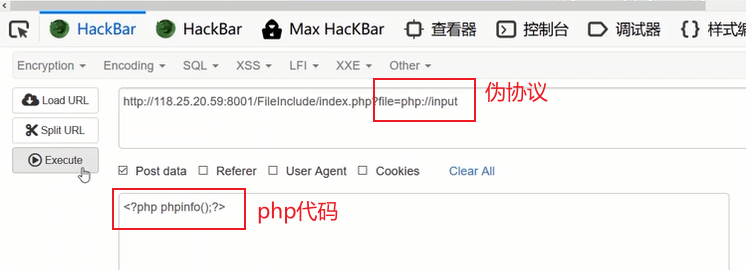 HackBar HackBar Max HacKBar 查看器 控制台 调试器 {} 样式编
Encryption Encoding SQL XSS LFI XXE Other
Load URL
http://118.25.20.59:8001/FileInclude/index.php?file=php://input
伪协议
Split URL
Execute
Post data Referer User Agent Cookies Clear All
<?php phpinfo();?>
php代码